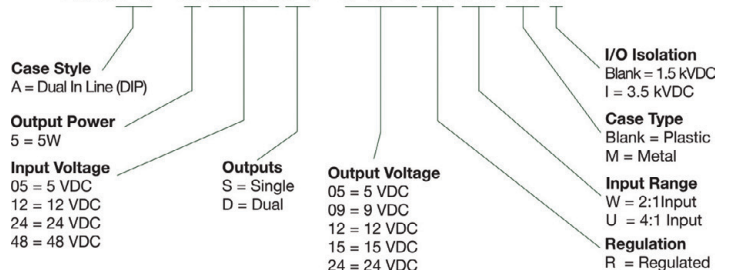 Case Style
A = Dual In Line (DIP)
Output Power
5 = 5W
Input Voltage
05 = 5 VDC
12 = 12 VDC
24 = 24 VDC
48 = 48 VDC
Outputs
S = Single
D = Dual
Output Voltage
05 = 5 VDC
09 = 9 VDC
12 = 12 VDC
15 = 15 VDC
24 = 24 VDC
I/O Isolation
Blank = 1.5 kVDC
I = 3.5 kVDC
Case Type
Blank = Plastic
M = Metal
Input Range
W = 2:1Input
U = 4:1 Input
Regulation
R = Regulated